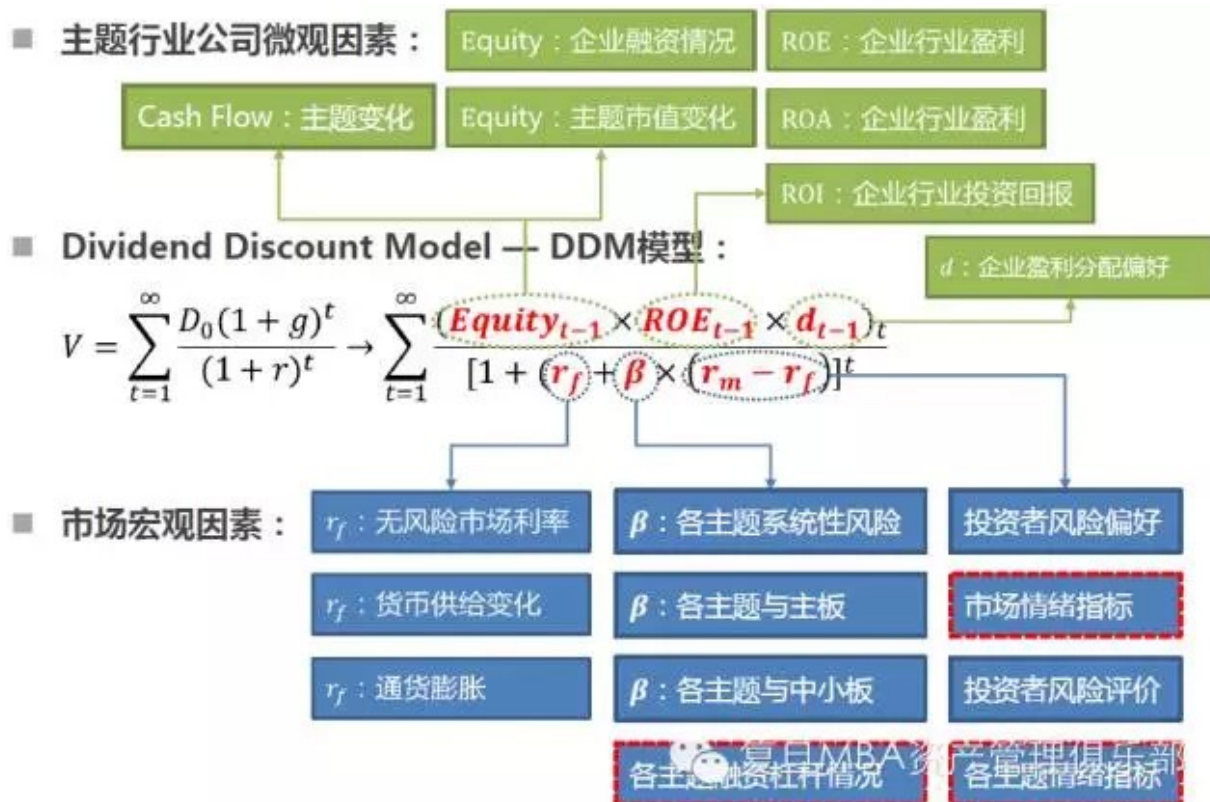 主题行业公司微观因素：
Equity：企业融资情况
ROE：企业行业盈利
Cash Flow：主题变化
Equity：主题市值变化
ROA：企业行业盈利
ROI：企业行业投资回报
Dividend Discount Model — DDM模型：
d：企业盈利分配偏好
V = ∑_{t=1}^{∞} D₀(1 + g)^t / (1 + r)^t → ∑_{t=1}^{∞} (Equity_{t−1} × ROE_{t−1} × d_{t−1})_t / [1 + (r_f + β × (r_m − r_f)]^t
市场宏观因素：
r_f：无风险市场利率
β：各主题系统性风险
投资者风险偏好
r_f：货币供给变化
β：各主题与主板
市场情绪指标
r_f：通货膨胀
β：各主题与中小板
投资者风险评价
复旦MBA资产管理俱乐部
各主题融资杠杆情况
各主题情绪指标